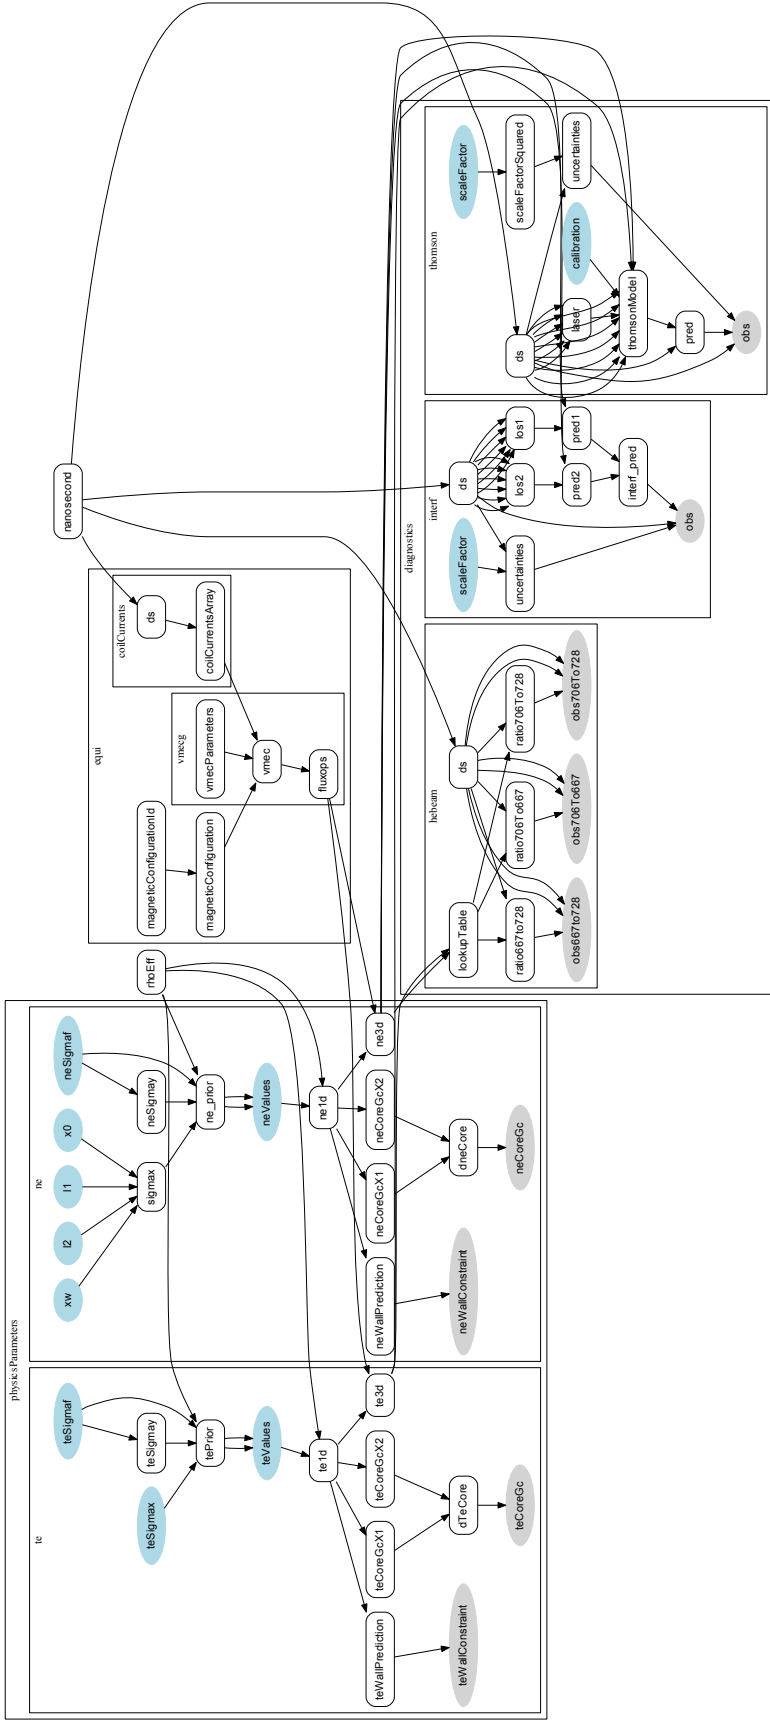 nanosecond
physicsParameters
te
teSigmaf
teSigmay
teSigmax
tePrior
teValues
te1d
teWallPrediction
teCoreGcX1
teCoreGcX2
te3d
teWallConstraint
dTeCore
teCoreGc
ne
xw
l2
l1
x0
neSigmaf
sigmax
neSigmay
ne_prior
neValues
ne1d
neWallPrediction
neCoreGcX1
neCoreGcX2
ne3d
neWallConstraint
dneCore
neCoreGc
rhoEff
equi
magneticConfigurationId
magneticConfiguration
coilCurrents
ds
coilCurrentsArray
vmecg
vmecParameters
vmec
fluxops
diagnostics
hebeam
lookupTable
ds
ratio667to728
ratio706To667
ratio706To728
obs667to728
obs706To667
obs706To728
interf
scaleFactor
ds
uncertainties
los2
los1
pred2
pred1
interf_pred
obs
thomson
scaleFactor
ds
scaleFactorSquared
laser
calibration
uncertainties
thomsonModel
pred
obs